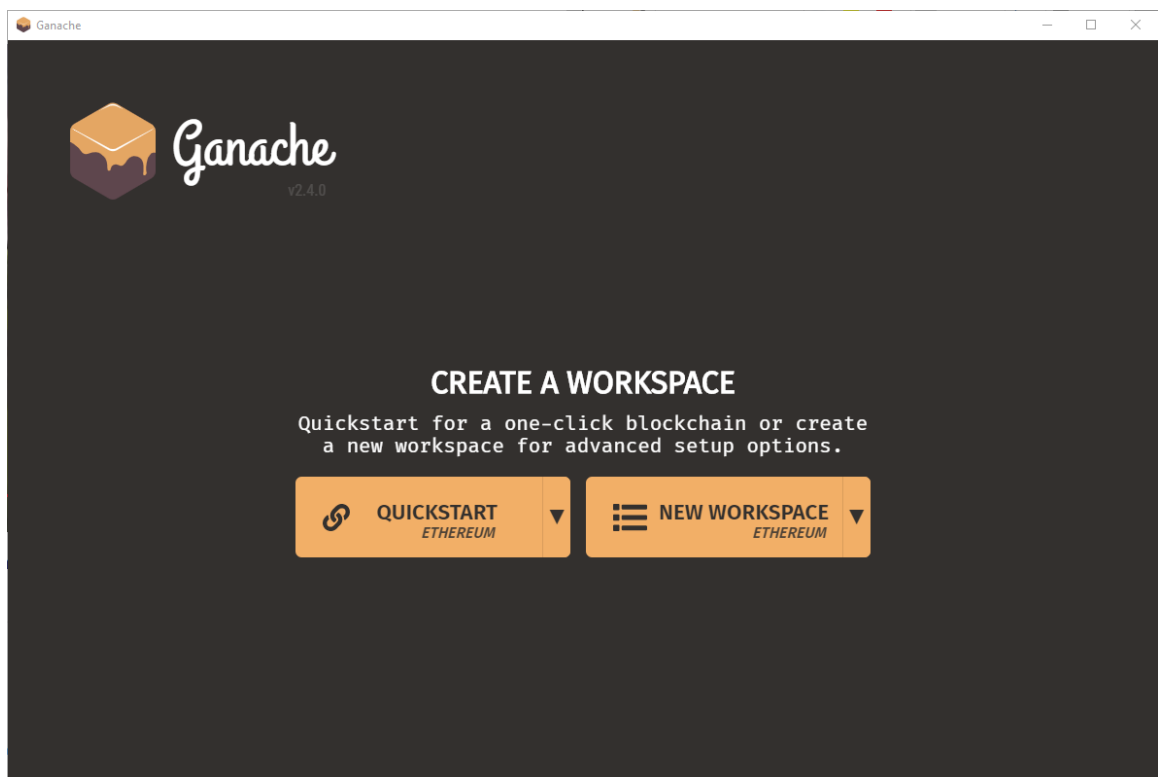 Ganache
Ganache
v2.4.0
CREATE A WORKSPACE
Quickstart for a one-click blockchain or create
a new workspace for advanced setup options.
QUICKSTART
ETHEREUM
NEW WORKSPACE
ETHEREUM